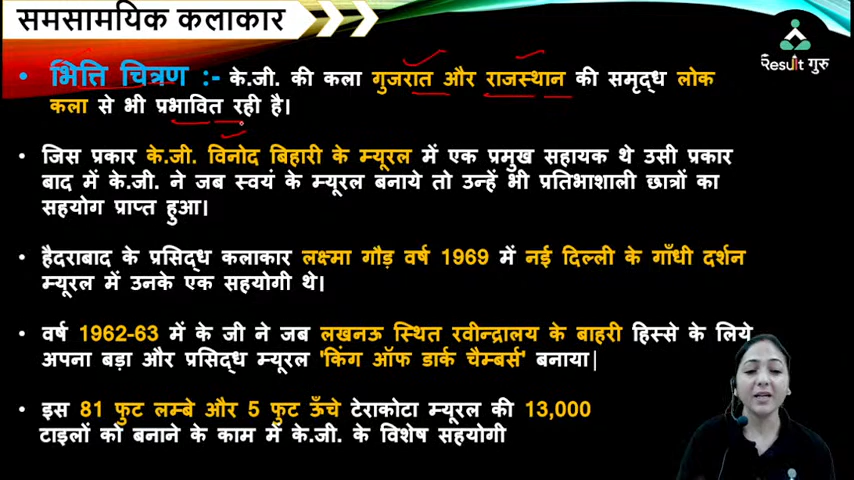 समसामयिक कलाकार
Result गुरु
• भित्ति चित्रण :- के.जी. की कला गुजरात और राजस्थान की समृद्ध लोक
कला से भी प्रभावित रही है।
• जिस प्रकार के.जी. विनोद बिहारी के म्यूरल में एक प्रमुख सहायक थे उसी प्रकार
बाद में के.जी. ने जब स्वयं के म्यूरल बनाये तो उन्हें भी प्रतिभाशाली छात्रों का
सहयोग प्राप्त हुआ।
• हैदराबाद के प्रसिद्ध कलाकार लक्ष्मा गौड़ वर्ष 1969 में नई दिल्ली के गाँधी दर्शन
म्यूरल में उनके एक सहयोगी थे।
• वर्ष 1962-63 में के जी ने जब लखनऊ स्थित रवीन्द्रालय के बाहरी हिस्से के लिये
अपना बड़ा और प्रसिद्ध म्यूरल 'किंग ऑफ डार्क चैम्बर्स' बनाया|
• इस 81 फुट लम्बे और 5 फुट ऊँचे टेराकोटा म्यूरल की 13,000
टाइलों को बनाने के काम में के.जी. के विशेष सहयोगी